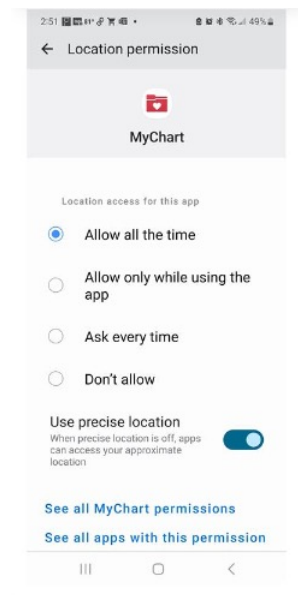 2:51
49%
Location permission
MyChart
Location access for this app
Allow all the time
Allow only while using the
app
Ask every time
Don't allow
Use precise location
When precise location is off, apps
can access your approximate
location
See all MyChart permissions
See all apps with this permission